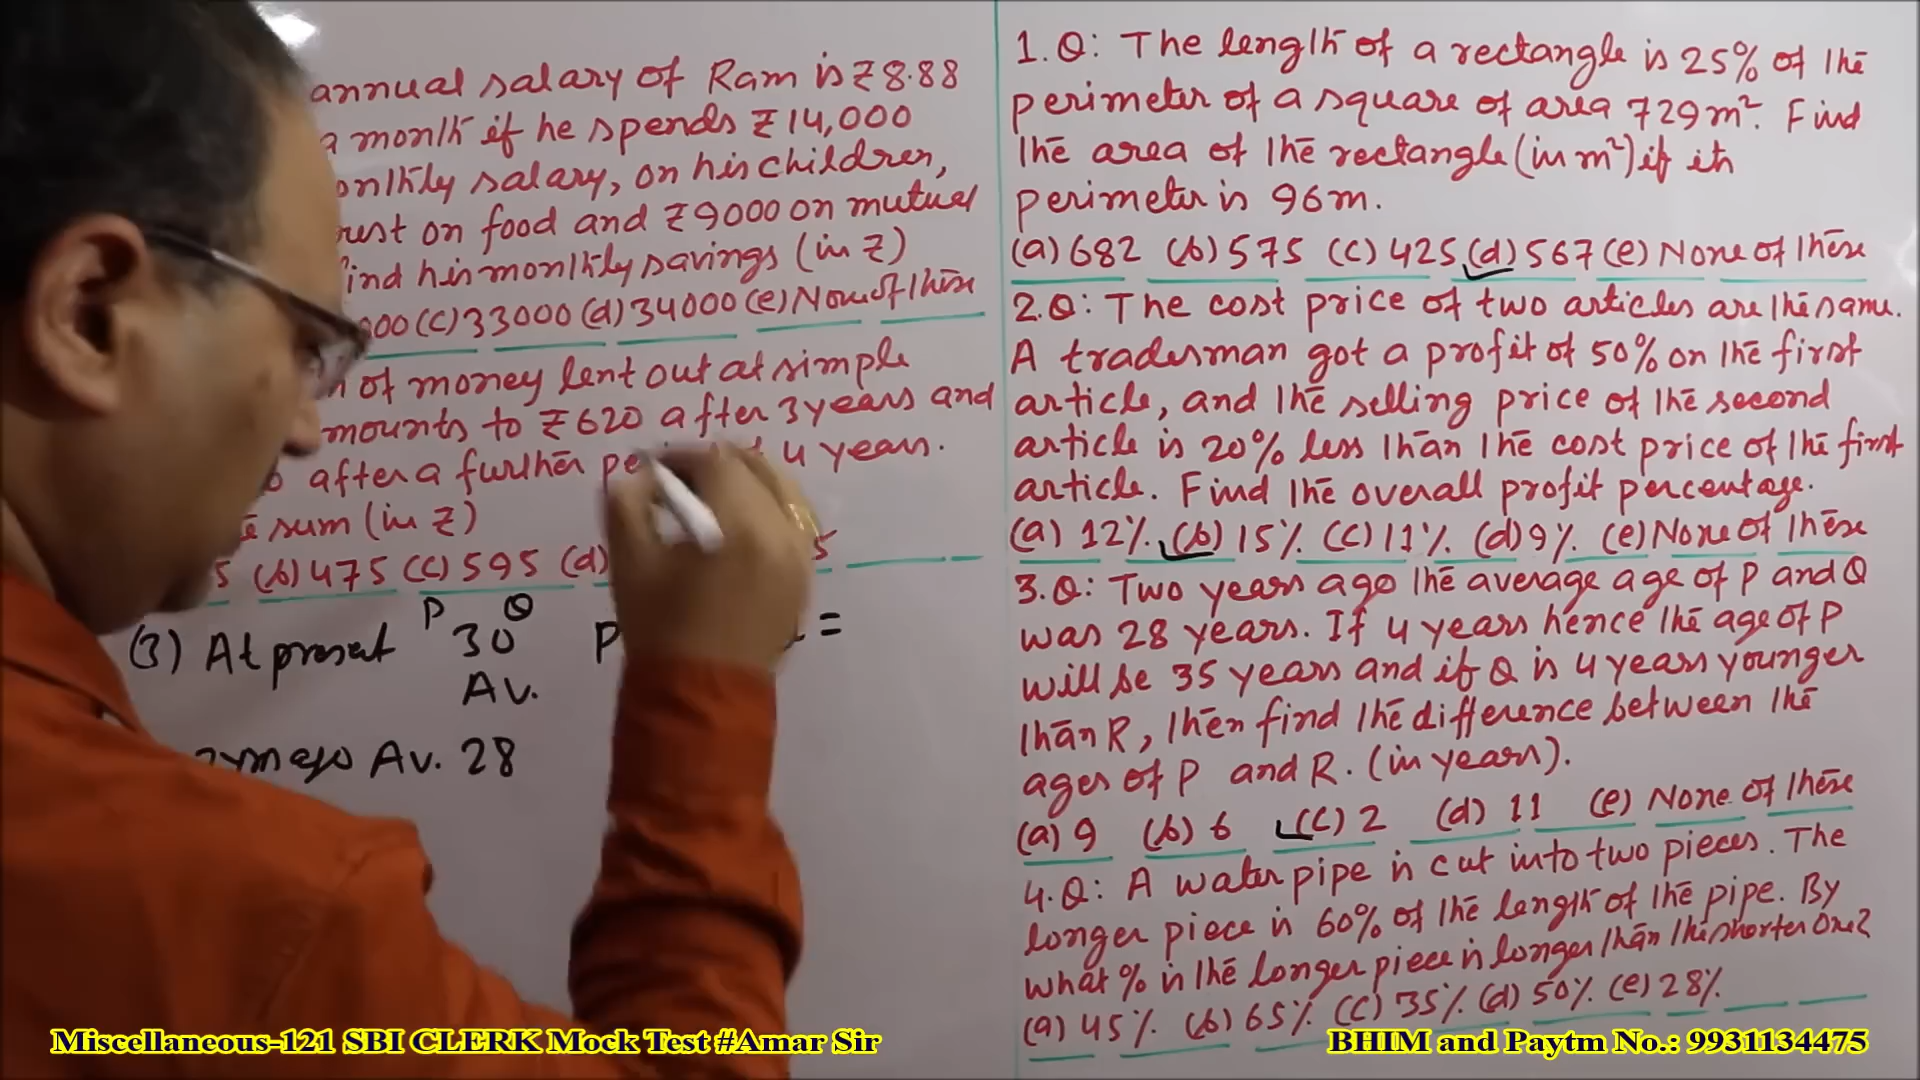 annual salary of Ram is ₹8.88
a month if he spends ₹14,000
salary, on his children,
on food and ₹9000 on mutual
find his monthly savings (in ₹)
000 (c) 33000 (d) 34000 (e) None of these
of money lent out at simple
mounts to ₹620 after 3 years and
after a further 4 years.
sum (in ₹)
5 (b) 475 (c) 595 (d) 5
P Q
(3) At present 30 P =
Av.
Av. 28
1.Q: The length of a rectangle is 25% of the
perimeter of a square of area 729 m². Find
the area of the rectangle (in m²) if its
perimeter is 96m.
(a) 682 (b) 575 (c) 425 (d) 567 (e) None of these
2.Q: The cost price of two articles are the same.
A tradesman got a profit of 50% on the first
article, and the selling price of the second
article is 20% less than the cost price of the first
article. Find the overall profit percentage.
(a) 12% (b) 15% (c) 11% (d) 9% (e) None of these
3.Q: Two years ago the average age of P and Q
was 28 years. If 4 years hence the age of P
will be 35 years and if Q is 4 years younger
than R, then find the difference between the
ages of P and R. (in years).
(a) 9 (b) 6 (c) 2 (d) 11 (e) None of these
4.Q: A water pipe is cut into two pieces. The
longer piece is 60% of the length of the pipe. By
what % is the longer piece is longer than the shorter one?
(a) 45% (b) 65% (c) 35% (d) 50% (e) 28%
Miscellaneous-121 SBI CLERK Mock Test #Amar Sir
BHIM and Paytm No.: 9931134475